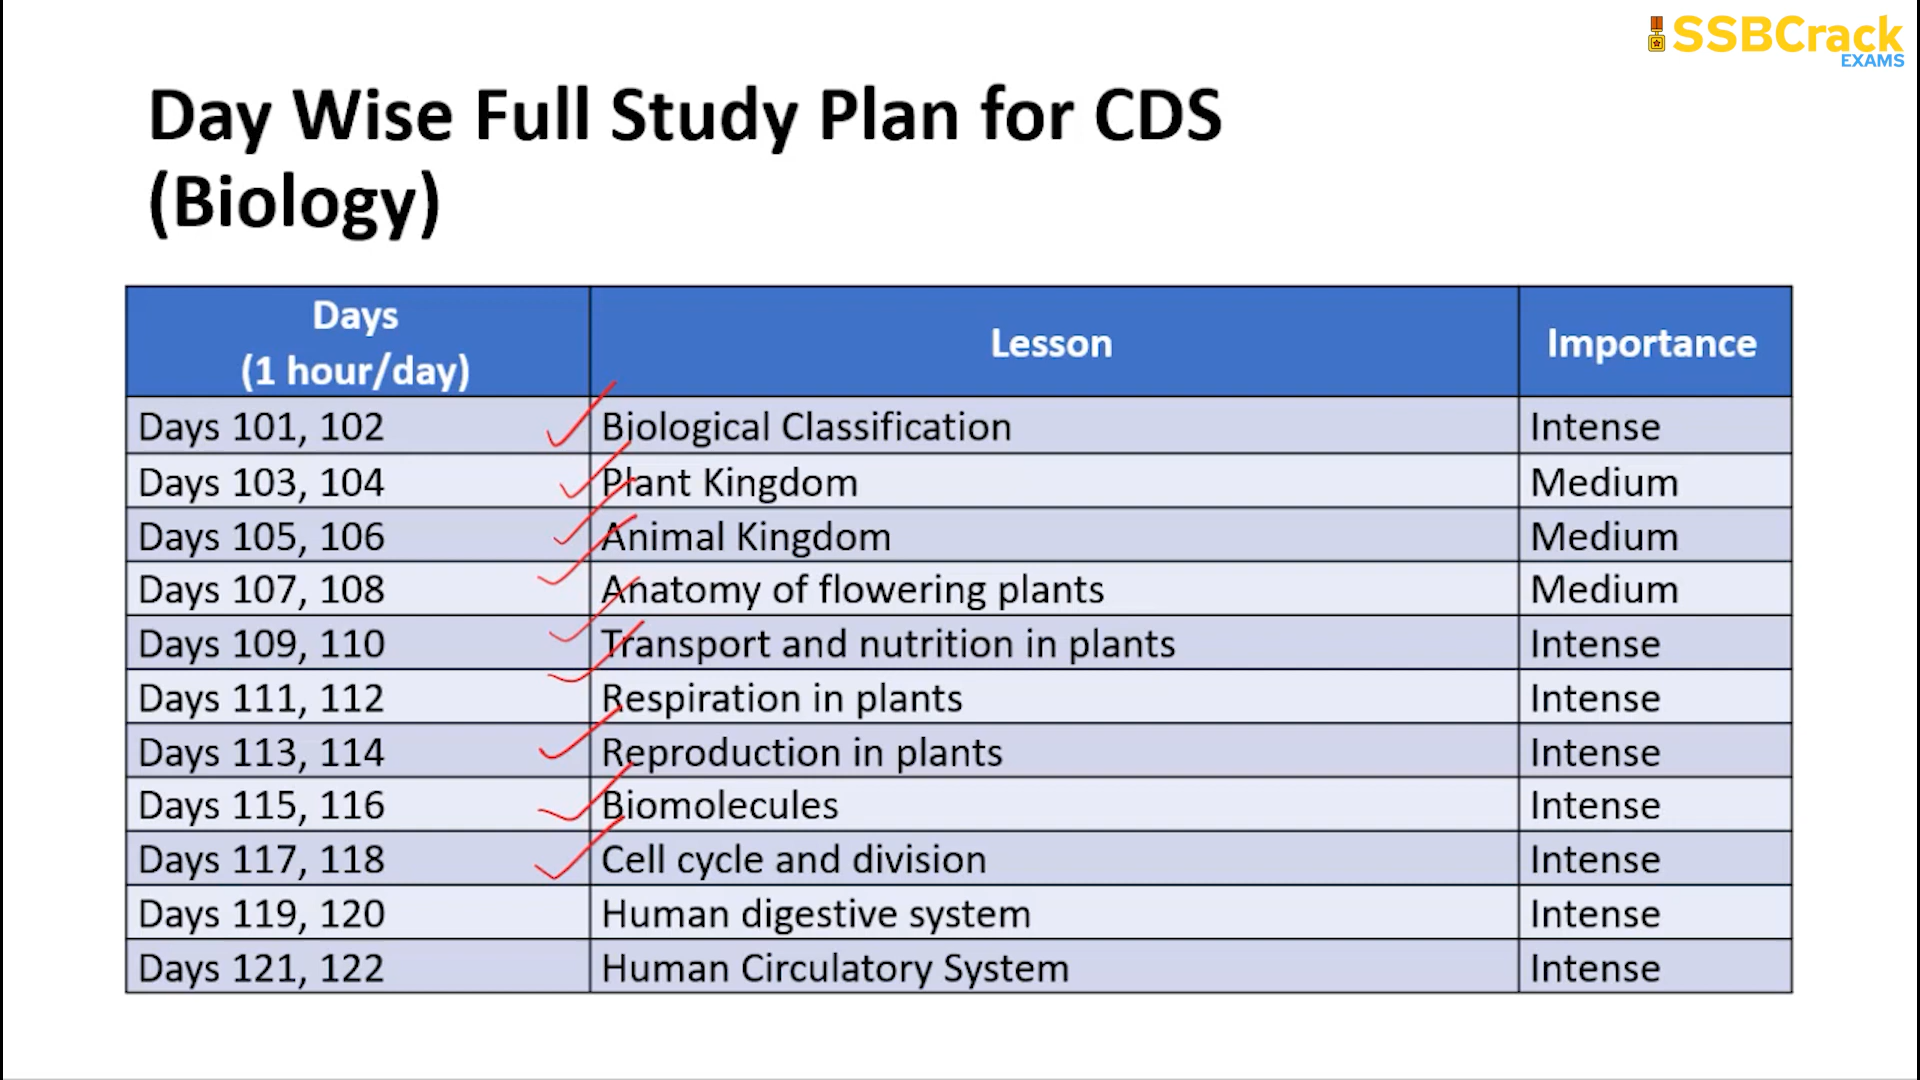 SSBCrack
EXAMS
Day Wise Full Study Plan for CDS
(Biology)
Days
(1 hour/day)
Lesson
Importance
Days 101, 102
Biological Classification
Intense
Days 103, 104
Plant Kingdom
Medium
Days 105, 106
Animal Kingdom
Medium
Days 107, 108
Anatomy of flowering plants
Medium
Days 109, 110
Transport and nutrition in plants
Intense
Days 111, 112
Respiration in plants
Intense
Days 113, 114
Reproduction in plants
Intense
Days 115, 116
Biomolecules
Intense
Days 117, 118
Cell cycle and division
Intense
Days 119, 120
Human digestive system
Intense
Days 121, 122
Human Circulatory System
Intense